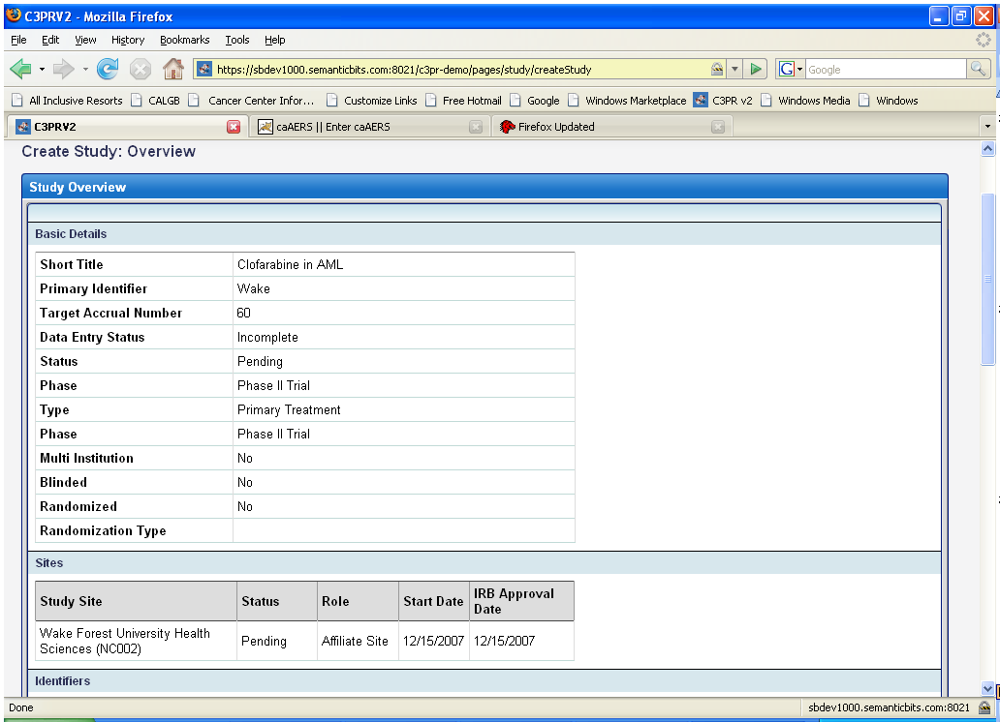 C3PRV2 - Mozilla Firefox
File Edit View History Bookmarks Tools Help
https://sbdev1000.semanticbits.com:8021/c3pr-demo/pages/study/createStudy
G Google
All Inclusive Resorts CALGB Cancer Center Infor... Customize Links Free Hotmail Google Windows Marketplace C3PR v2 Windows Media Windows
C3PRV2 caAERS || Enter caAERS Firefox Updated
Create Study: Overview
Study Overview
Basic Details
Short Title Clofarabine in AML
Primary Identifier Wake
Target Accrual Number 60
Data Entry Status Incomplete
Status Pending
Phase Phase II Trial
Type Primary Treatment
Phase Phase II Trial
Multi Institution No
Blinded No
Randomized No
Randomization Type
Sites
Study Site Status Role Start Date IRB Approval
Date
Wake Forest University Health
Sciences (NC002) Pending Affiliate Site 12/15/2007 12/15/2007
Identifiers
Done sbdev1000.semanticbits.com:8021